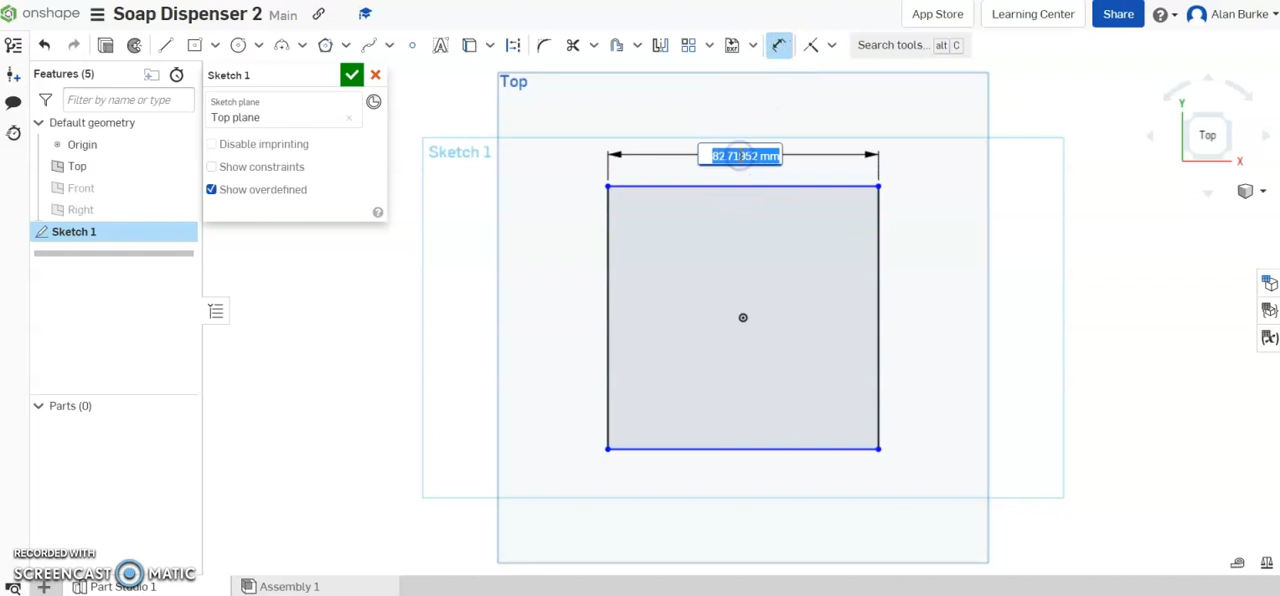 onshape
Soap Dispenser 2 Main
App Store
Learning Center
Share
Alan Burke
Search tools... alt C
Features (5)
Filter by name or type
Default geometry
Origin
Top
Front
Right
Sketch 1
Parts (0)
Sketch 1
Sketch plane
Top plane
Disable imprinting
Show constraints
Show overdefined
Top
Sketch 1
82.71952 mm
Top
Y
X
RECORDED WITH
SCREENCAST MATIC
Part Studio 1
Assembly 1